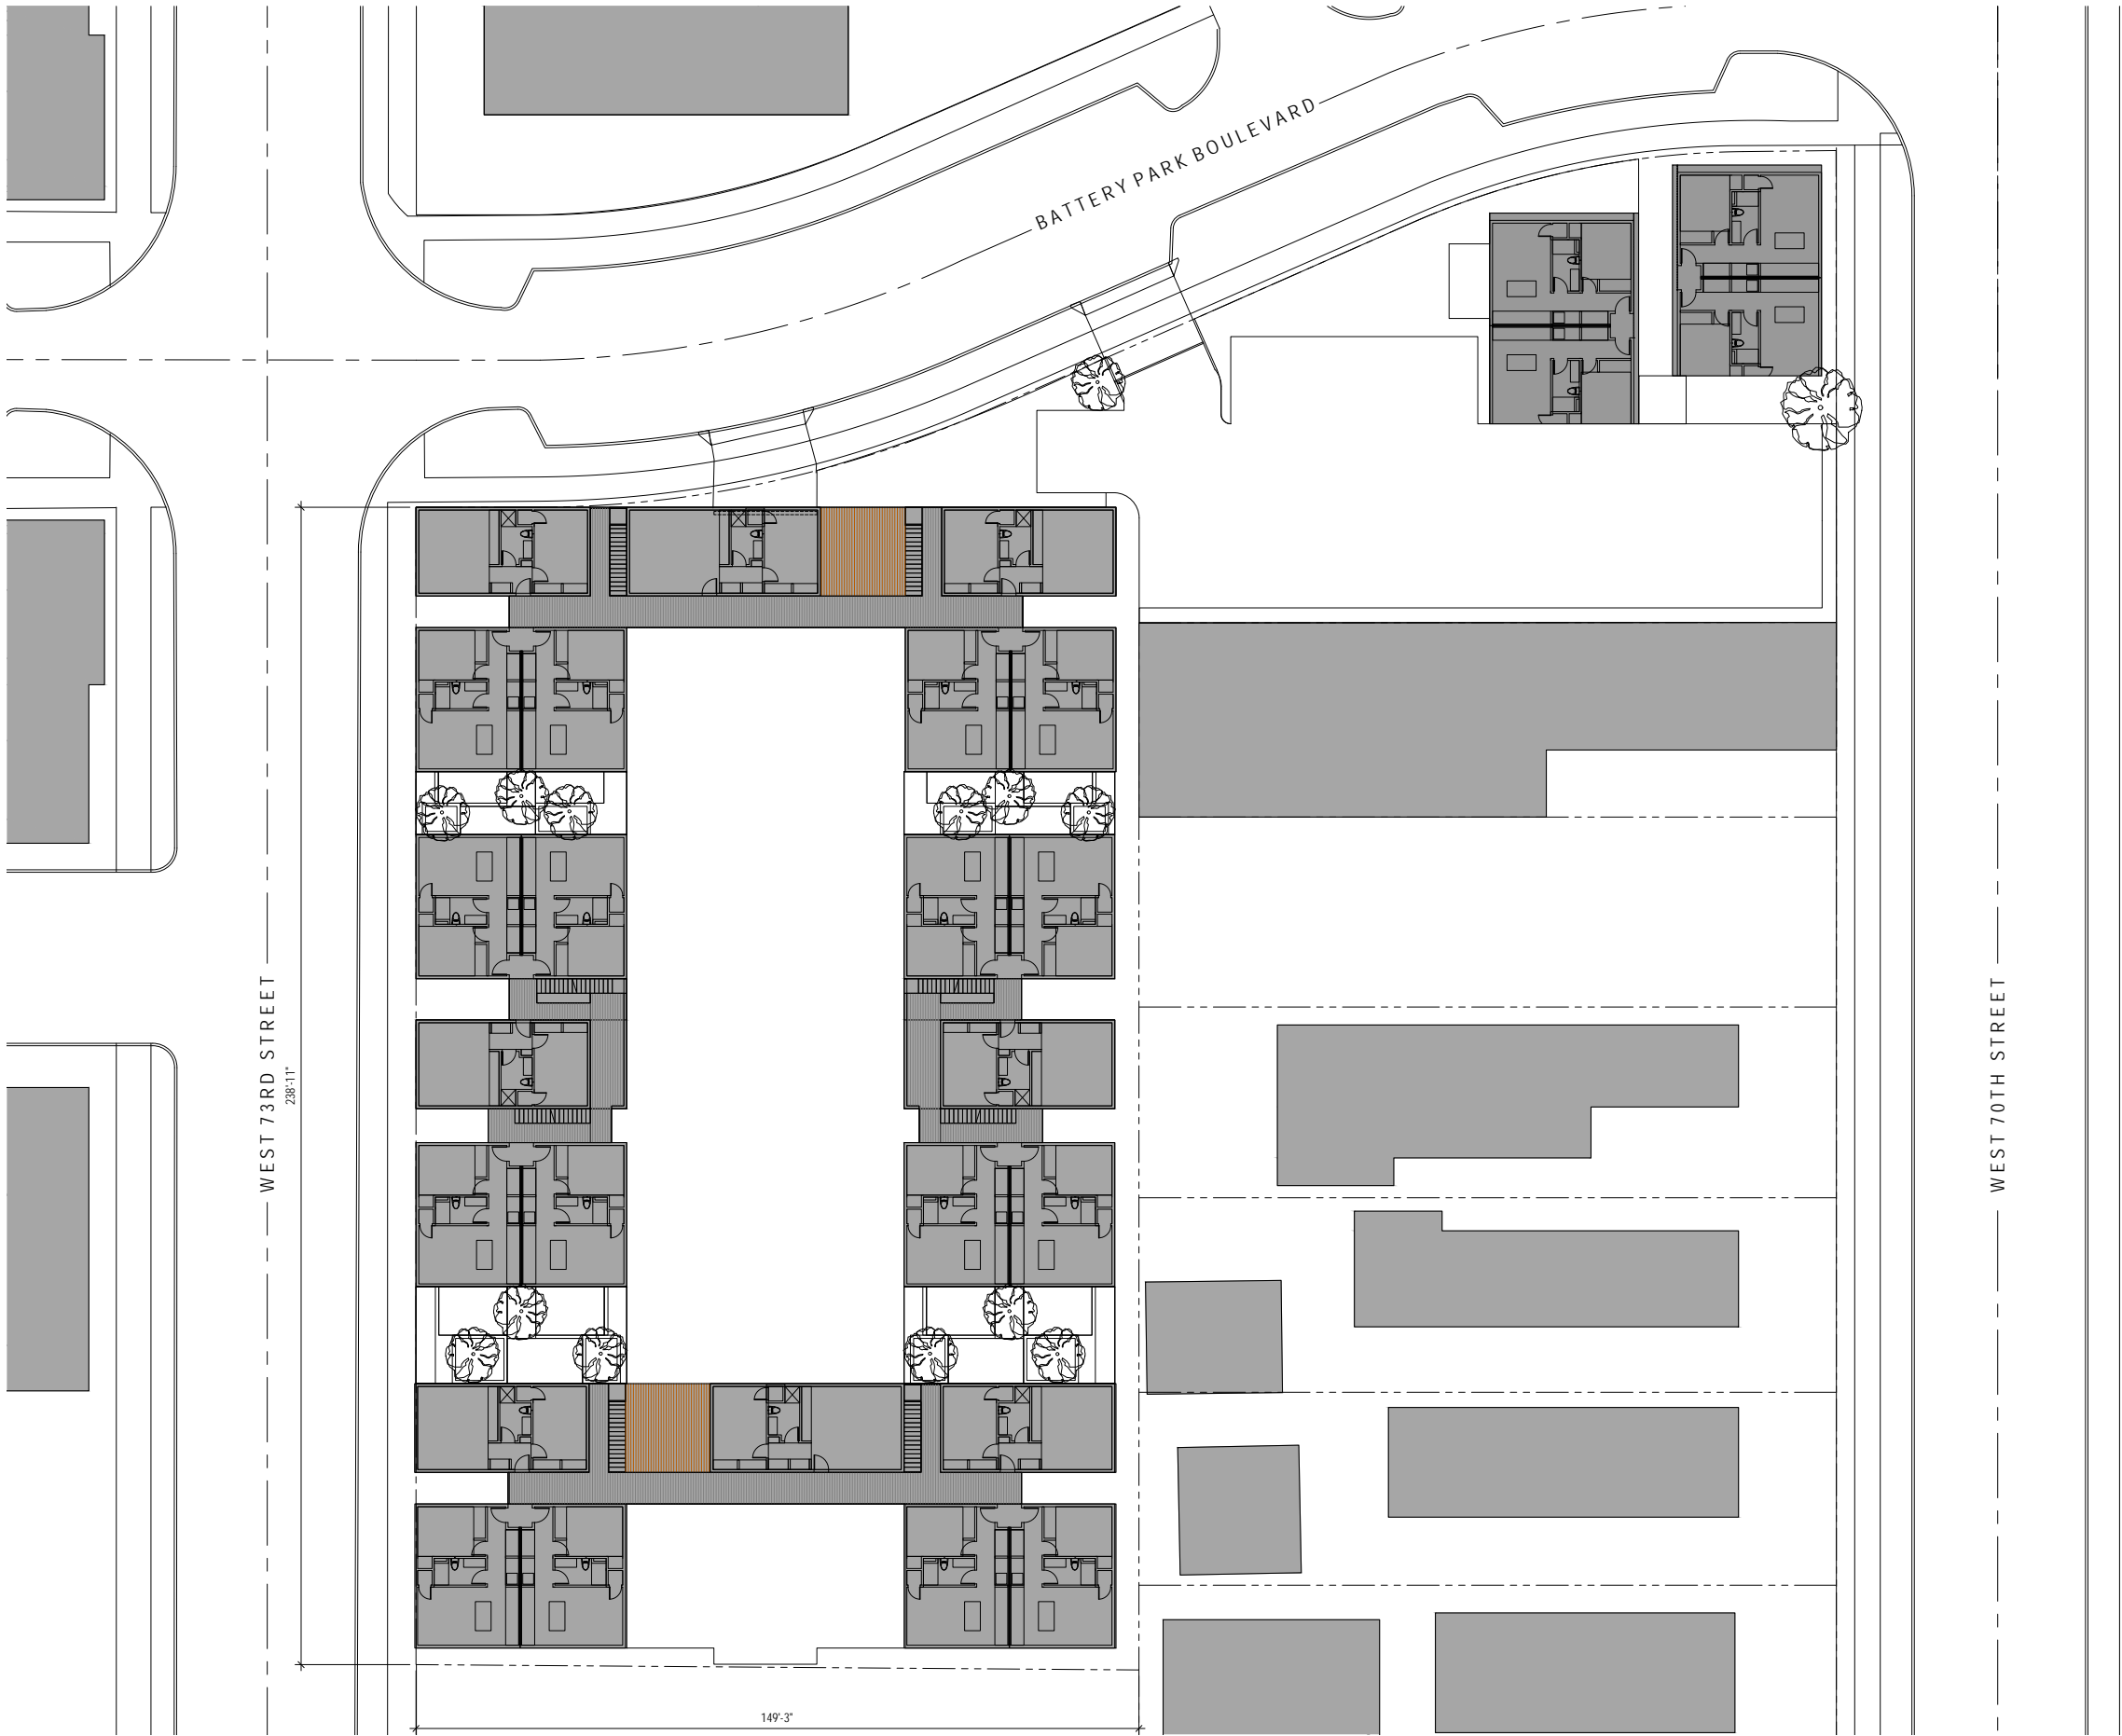 BATTERY PARK BOULEVARD
WEST 73RD STREET
238'-11"
WEST 70TH STREET
149'-3"